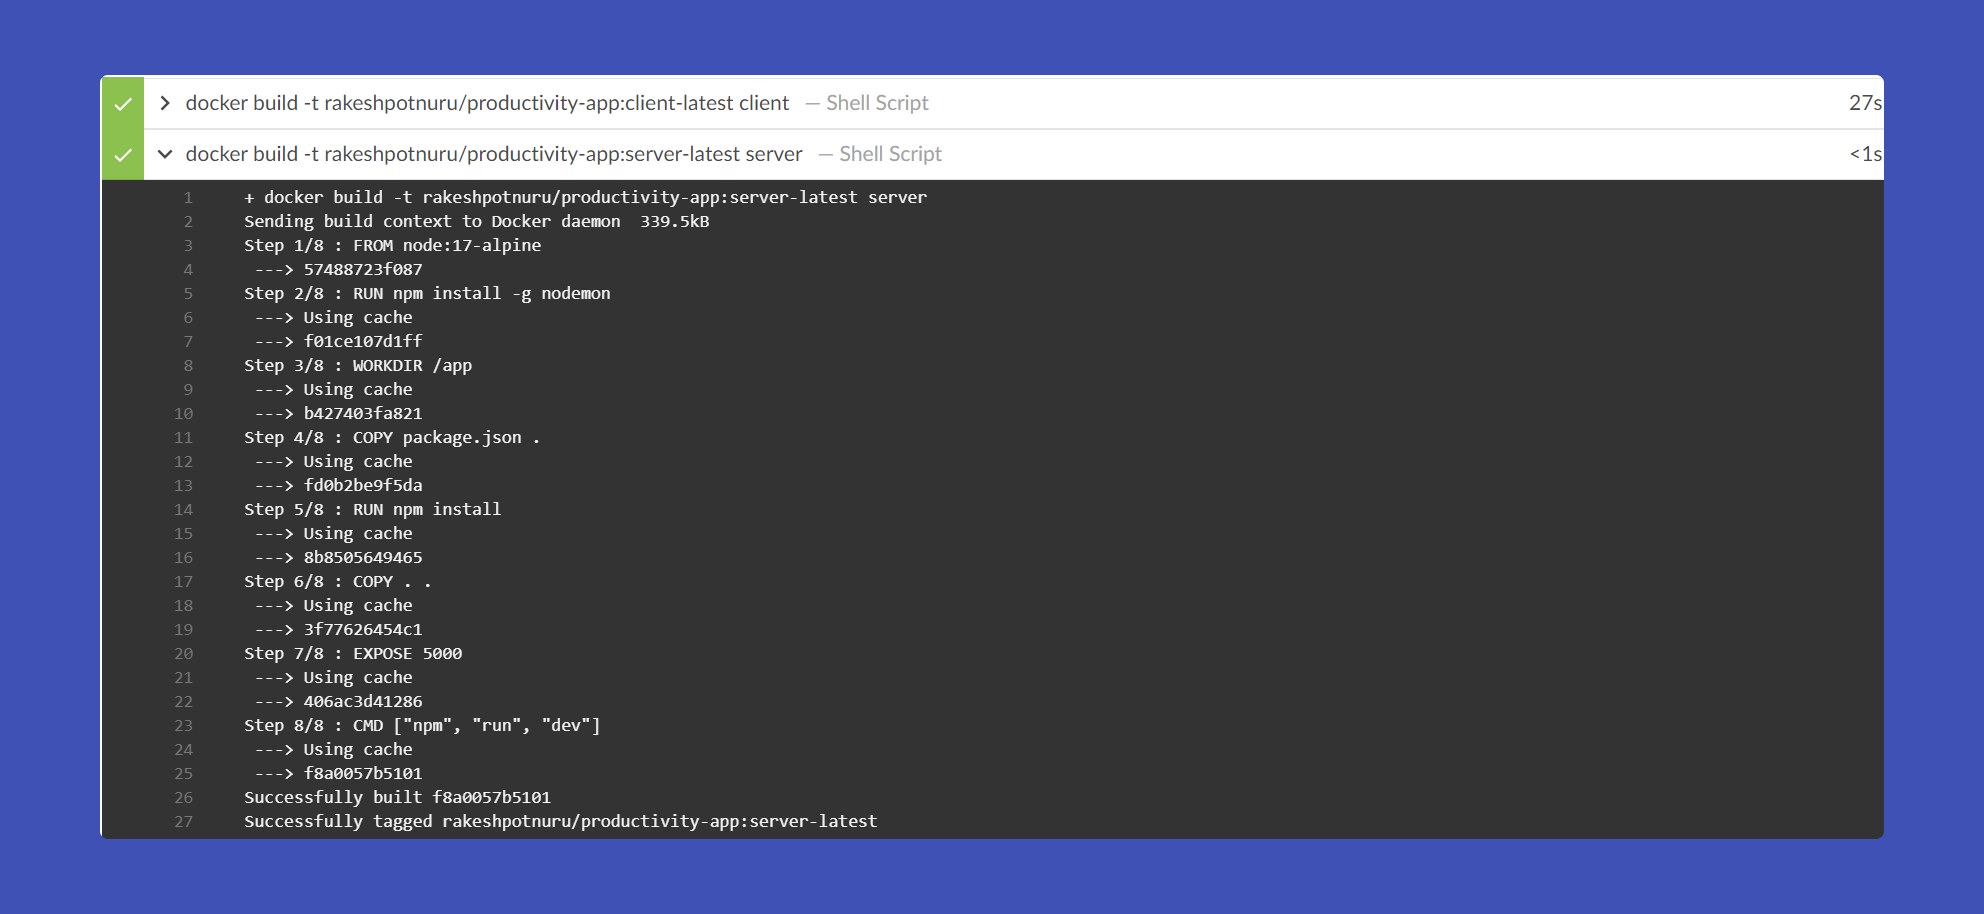 docker build -t rakeshpotnuru/productivity-app:client-latest client — Shell Script 27s
docker build -t rakeshpotnuru/productivity-app:server-latest server — Shell Script <1s
1 + docker build -t rakeshpotnuru/productivity-app:server-latest server
2 Sending build context to Docker daemon  339.5kB
3 Step 1/8 : FROM node:17-alpine
4 ---> 57488723f087
5 Step 2/8 : RUN npm install -g nodemon
6 ---> Using cache
7 ---> f01ce107d1ff
8 Step 3/8 : WORKDIR /app
9 ---> Using cache
10 ---> b427403fa821
11 Step 4/8 : COPY package.json .
12 ---> Using cache
13 ---> fd0b2be9f5da
14 Step 5/8 : RUN npm install
15 ---> Using cache
16 ---> 8b8505649465
17 Step 6/8 : COPY . .
18 ---> Using cache
19 ---> 3f77626454c1
20 Step 7/8 : EXPOSE 5000
21 ---> Using cache
22 ---> 406ac3d41286
23 Step 8/8 : CMD ["npm", "run", "dev"]
24 ---> Using cache
25 ---> f8a0057b5101
26 Successfully built f8a0057b5101
27 Successfully tagged rakeshpotnuru/productivity-app:server-latest